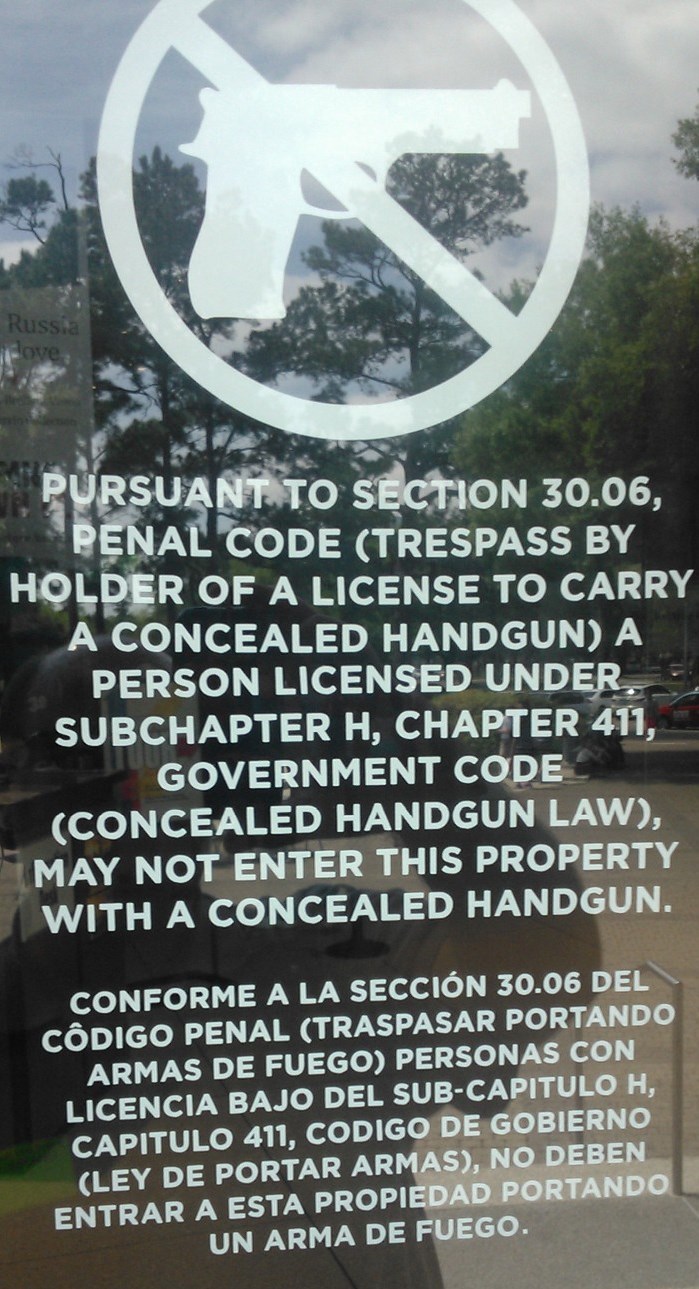 Russia
love
PURSUANT TO SECTION 30.06,
PENAL CODE (TRESPASS BY
HOLDER OF A LICENSE TO CARRY
A CONCEALED HANDGUN) A
PERSON LICENSED UNDER
SUBCHAPTER H, CHAPTER 411,
GOVERNMENT CODE
(CONCEALED HANDGUN LAW),
MAY NOT ENTER THIS PROPERTY
WITH A CONCEALED HANDGUN.
CONFORME A LA SECCIÓN 30.06 DEL
CÔDIGO PENAL (TRASPASAR PORTANDO
ARMAS DE FUEGO) PERSONAS CON
LICENCIA BAJO DEL SUB-CAPITULO H,
CAPITULO 411, CODIGO DE GOBIERNO
(LEY DE PORTAR ARMAS), NO DEBEN
ENTRAR A ESTA PROPIEDAD PORTANDO
UN ARMA DE FUEGO.